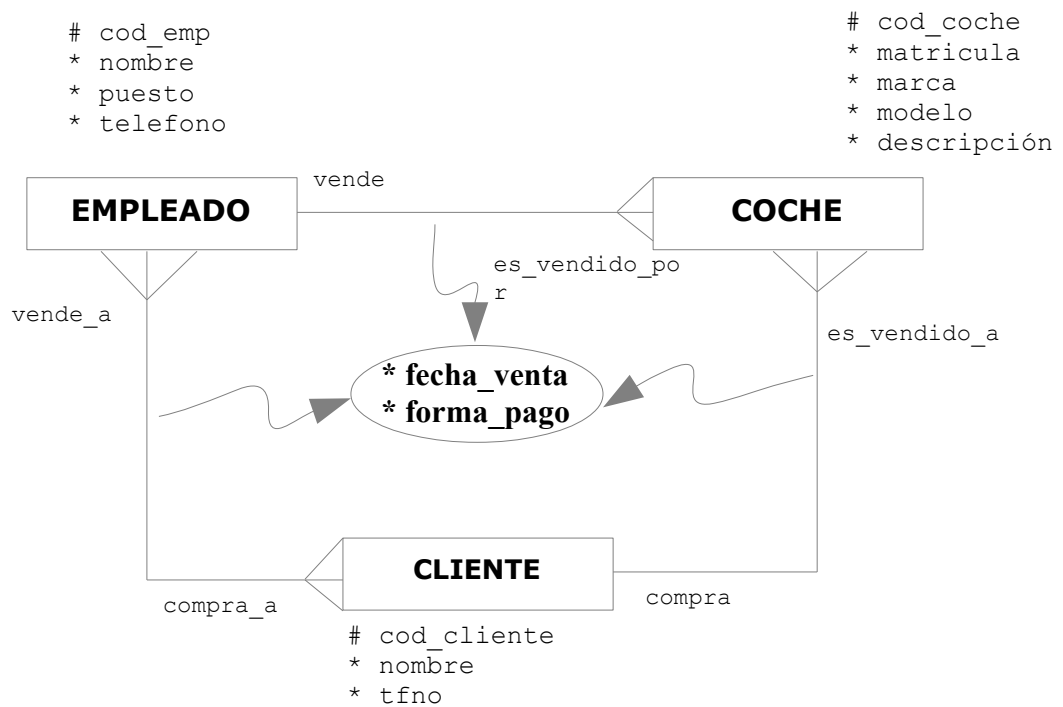 # cod_emp
* nombre
* puesto
* telefono
# cod_coche
* matricula
* marca
* modelo
* descripción
vende
EMPLEADO
COCHE
es_vendido_po
r
vende_a
es_vendido_a
* fecha_venta
* forma_pago
CLIENTE
compra_a
compra
# cod_cliente
* nombre
* tfno